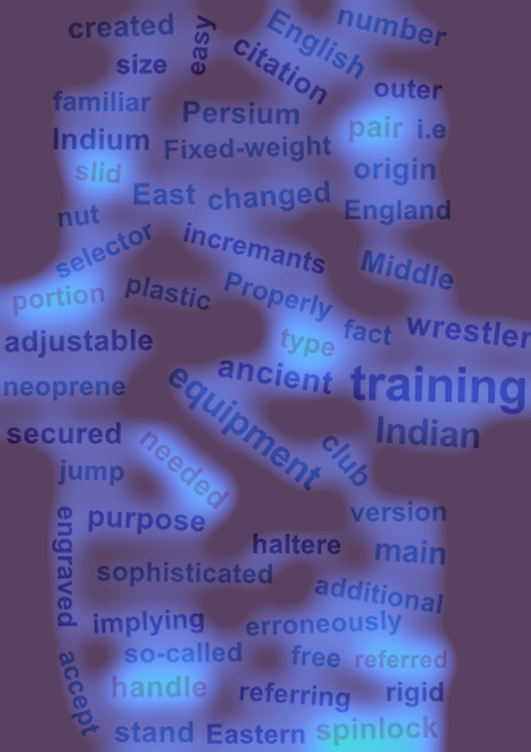 created
easy
English
number
size
citation
outer
familiar
Persium
pair
i.e
Indium
Fixed-weight
slid
origin
East
changed
England
nut
selector
incremants
Middle
portion
plastic
Properly
type
fact
wrestler
adjustable
ancient
training
neoprene
equipment
secured
Indian
needed
club
jump
engraved
purpose
version
haltere
main
sophisticated
additional
implying
erroneously
accept
so-called
free
referred
handle
referring
rigid
stand
Eastern
spinlock